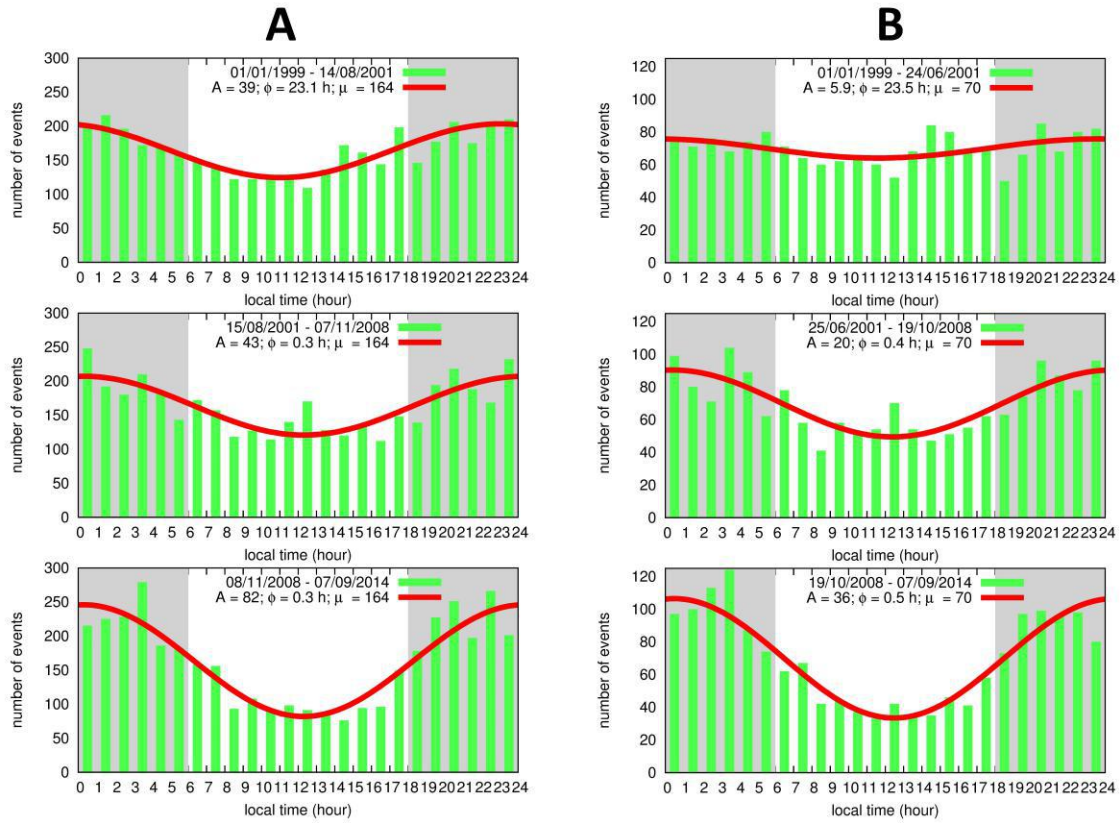 A
B
number of events
300
250
200
150
100
50
0
01/01/1999 - 14/08/2001
A = 39; ϕ = 23.1 h; μ = 164
0 1 2 3 4 5 6 7 8 9 10 11 12 13 14 15 16 17 18 19 20 21 22 23 24
local time (hour)
number of events
120
100
80
60
40
20
0
01/01/1999 - 24/06/2001
A = 5.9; ϕ = 23.5 h; μ = 70
0 1 2 3 4 5 6 7 8 9 10 11 12 13 14 15 16 17 18 19 20 21 22 23 24
local time (hour)
number of events
300
250
200
150
100
50
0
15/08/2001 - 07/11/2008
A = 43; ϕ = 0.3 h; μ = 164
0 1 2 3 4 5 6 7 8 9 10 11 12 13 14 15 16 17 18 19 20 21 22 23 24
local time (hour)
number of events
120
100
80
60
40
20
0
25/06/2001 - 19/10/2008
A = 20; ϕ = 0.4 h; μ = 70
0 1 2 3 4 5 6 7 8 9 10 11 12 13 14 15 16 17 18 19 20 21 22 23 24
local time (hour)
number of events
300
250
200
150
100
50
0
08/11/2008 - 07/09/2014
A = 82; ϕ = 0.3 h; μ = 164
0 1 2 3 4 5 6 7 8 9 10 11 12 13 14 15 16 17 18 19 20 21 22 23 24
local time (hour)
number of events
120
100
80
60
40
20
0
19/10/2008 - 07/09/2014
A = 36; ϕ = 0.5 h; μ = 70
0 1 2 3 4 5 6 7 8 9 10 11 12 13 14 15 16 17 18 19 20 21 22 23 24
local time (hour)